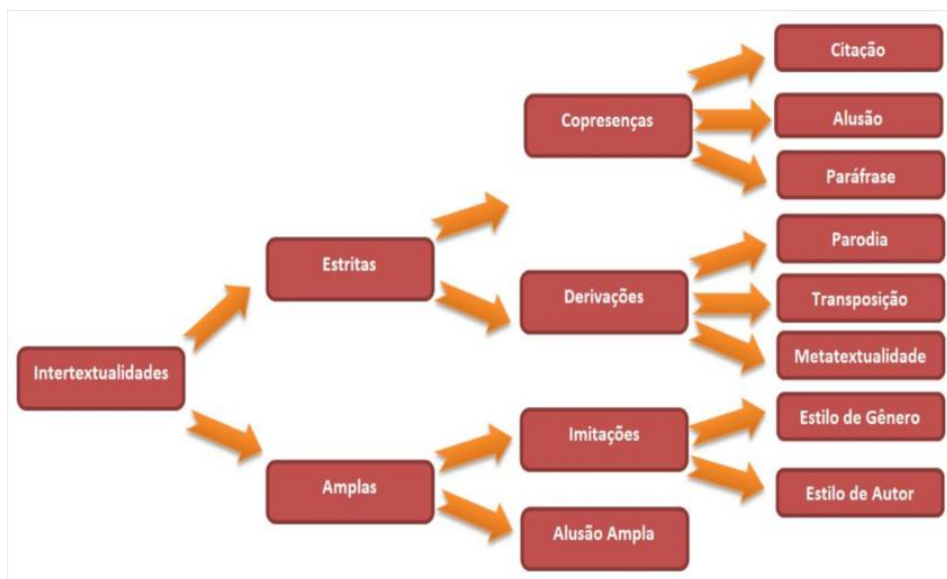 Citação
Copresenças
Alusão
Paráfrase
Estritas
Parodia
Derivações
Transposição
Intertextualidades
Metatextualidade
Imitações
Estilo de Gênero
Amplas
Estilo de Autor
Alusão Ampla